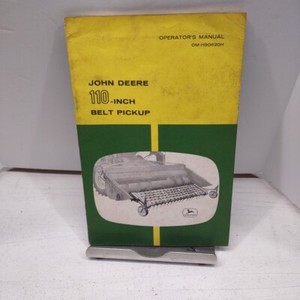 OPERATOR'S MANUAL
JOHN DEERE
110-INCH
BELT PICKUP